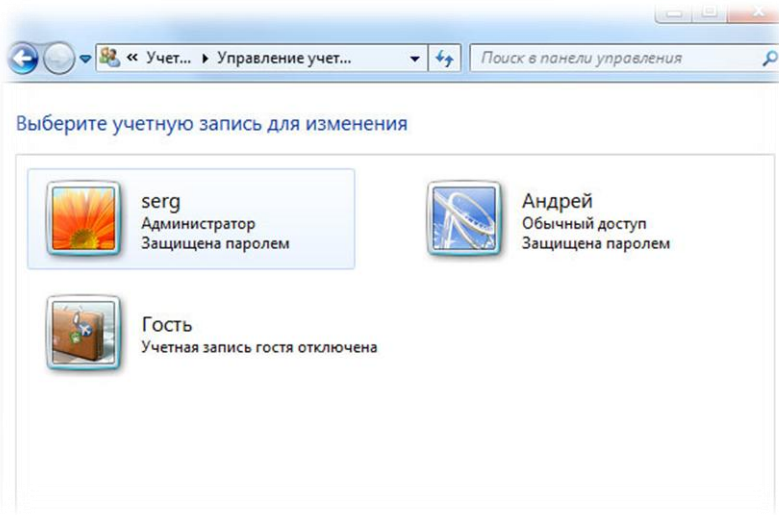 « Учет... ▸ Управление учет...
Поиск в панели управления
Выберите учетную запись для изменения
serg
Администратор
Защищена паролем
Андрей
Обычный доступ
Защищена паролем
Гость
Учетная запись гостя отключена